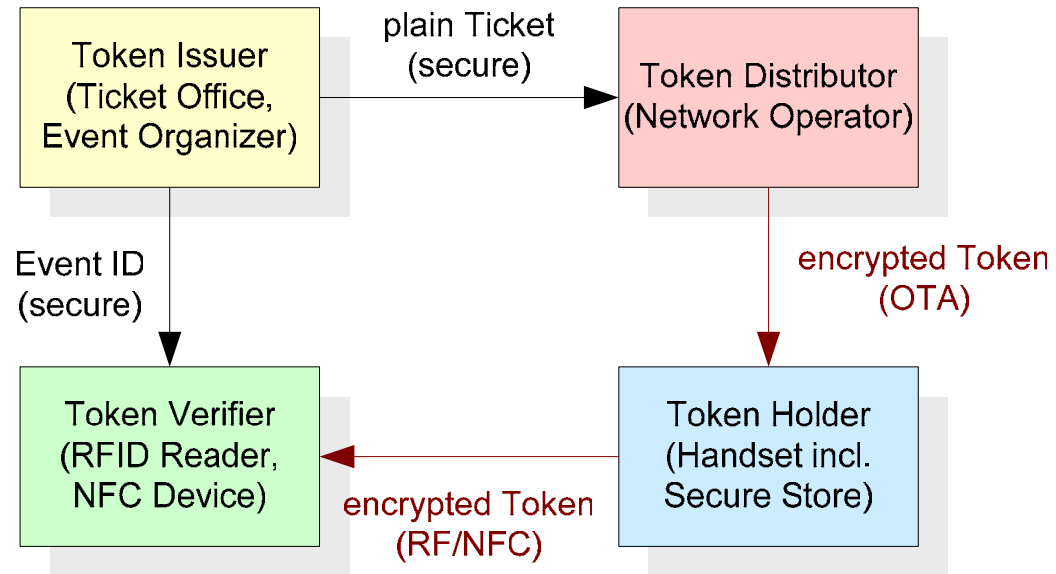 Token Issuer
(Ticket Office,
Event Organizer)
plain Ticket
(secure)
Token Distributor
(Network Operator)
Event ID
(secure)
encrypted Token
(OTA)
Token Verifier
(RFID Reader,
NFC Device)
encrypted Token
(RF/NFC)
Token Holder
(Handset incl.
Secure Store)